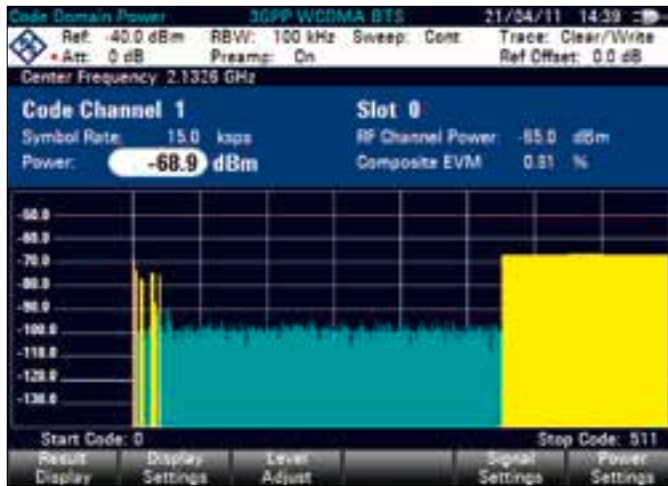 Code Domain Power 3GPP WCDMA BTS 21/04/11 14:39
Ref: -40.0 dBm RBW: 100 kHz Sweep: Cont Trace: Clear/Write
• Att: 0 dB Preamp: On Ref Offset: 0.0 dB
Center Frequency 2.1326 GHz
Code Channel 1 Slot 0
Symbol Rate: 15.0 ksps RF Channel Power: -65.0 dBm
Power: -68.9 dBm Composite EVM 0.81 %
-50.0
-60.0
-70.0
-80.0
-90.0
-100.0
-110.0
-120.0
-130.0
Start Code: 0 Stop Code: 511
Result Display Level Signal Power
Display Settings Adjust Settings Settings